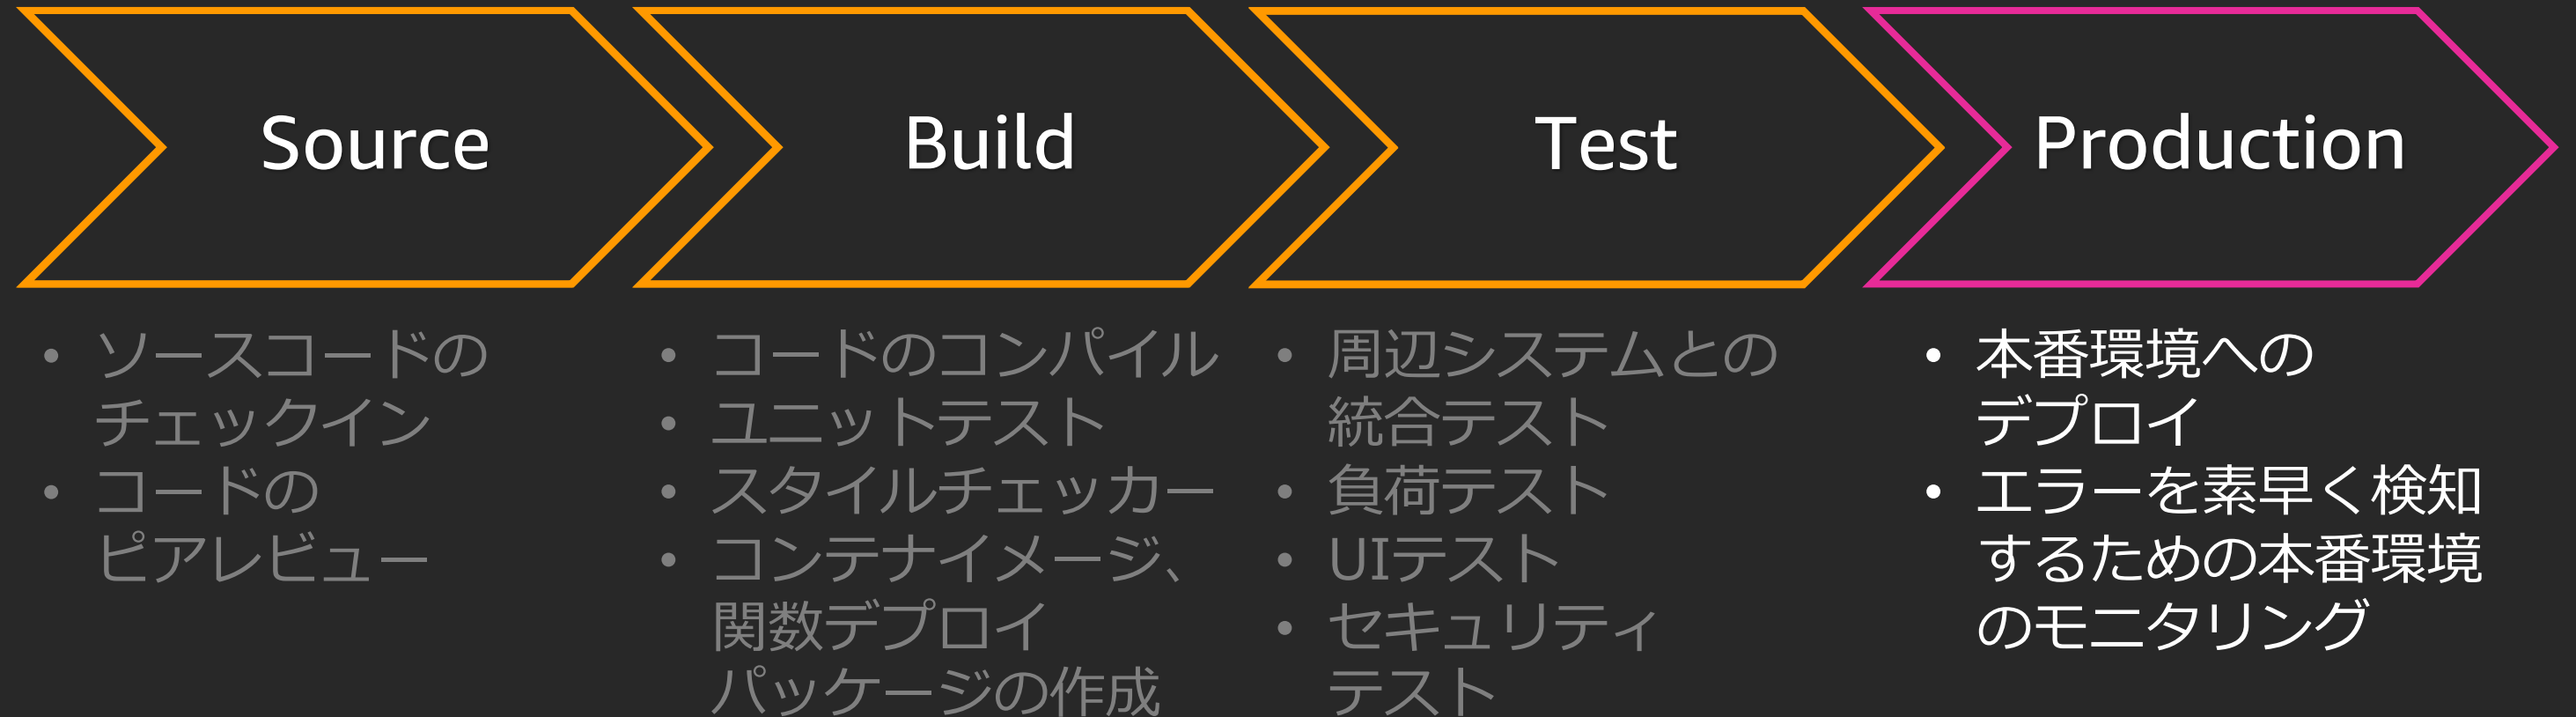 Source
Build
Test
Production
• ソースコードの
チェックイン
• コードの
ピアレビュー
• コードのコンパイル
• ユニットテスト
• スタイルチェッカー
• コンテナイメージ、
関数デプロイ
パッケージの作成
• 周辺システムとの
統合テスト
• 負荷テスト
• UIテスト
• セキュリティ
テスト
• 本番環境への
デプロイ
• エラーを素早く検知
するための本番環境
のモニタリング